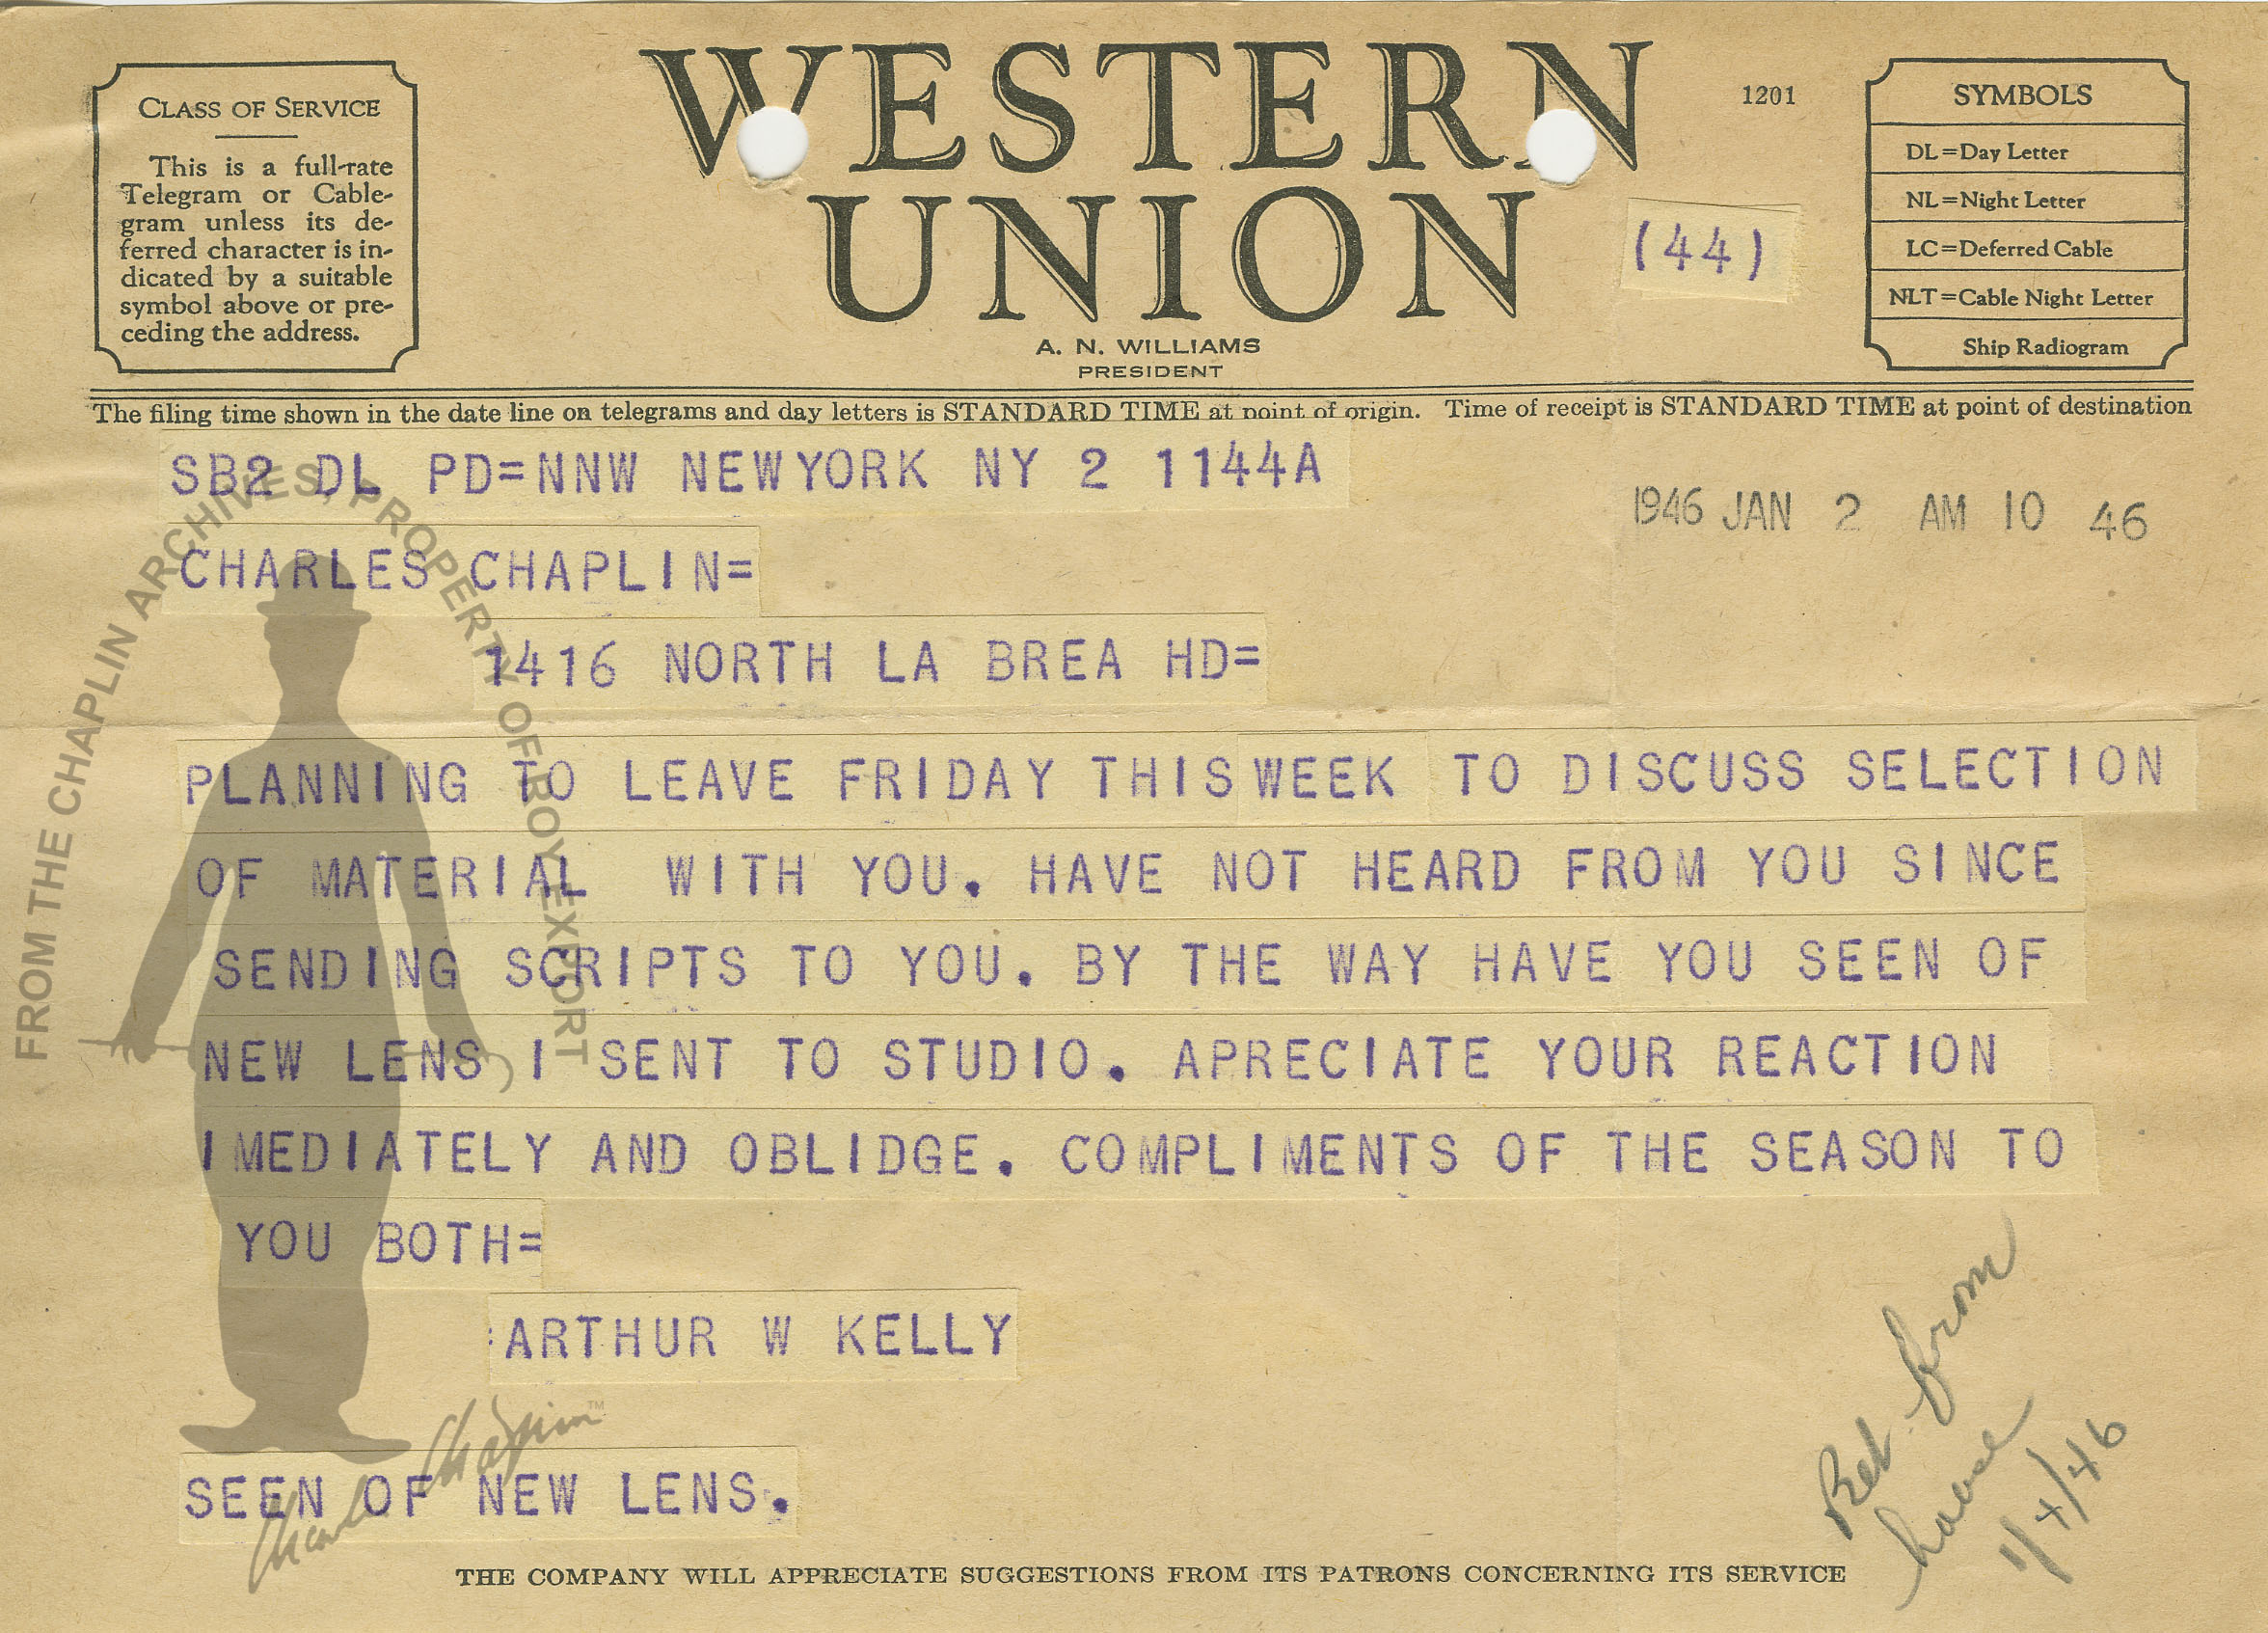 WESTERN
UNION
1201
(44)
A. N. WILLIAMS
PRESIDENT
CLASS OF SERVICE
This is a full-rate
Telegram or Cable-
gram unless its de-
ferred character is in-
dicated by a suitable
symbol above or pre-
ceding the address.
SYMBOLS
DL=Day Letter
NL=Night Letter
LC=Deferred Cable
NLT=Cable Night Letter
Ship Radiogram
The filing time shown in the date line on telegrams and day letters is STANDARD TIME at point of origin. Time of receipt is STANDARD TIME at point of destination
SB2 DL PD=NNW NEWYORK NY 2 1144A
1946 JAN 2 AM 10 46
CHARLES CHAPLIN=
1416 NORTH LA BREA HD=
PLANNING TO LEAVE FRIDAY THIS WEEK TO DISCUSS SELECTION
OF MATERIAL WITH YOU. HAVE NOT HEARD FROM YOU SINCE
SENDING SCRIPTS TO YOU. BY THE WAY HAVE YOU SEEN OF
NEW LENS I SENT TO STUDIO. APRECIATE YOUR REACTION
IMEDIATELY AND OBLIDGE. COMPLIMENTS OF THE SEASON TO
YOU BOTH=
:ARTHUR W KELLY
SEEN OF NEW LENS.
Ret. from
house
1/4/46
THE COMPANY WILL APPRECIATE SUGGESTIONS FROM ITS PATRONS CONCERNING ITS SERVICE
FROM THE CHAPLIN ARCHIVES, PROPERTY OF BOY EXPORT
Charles Chaplin™